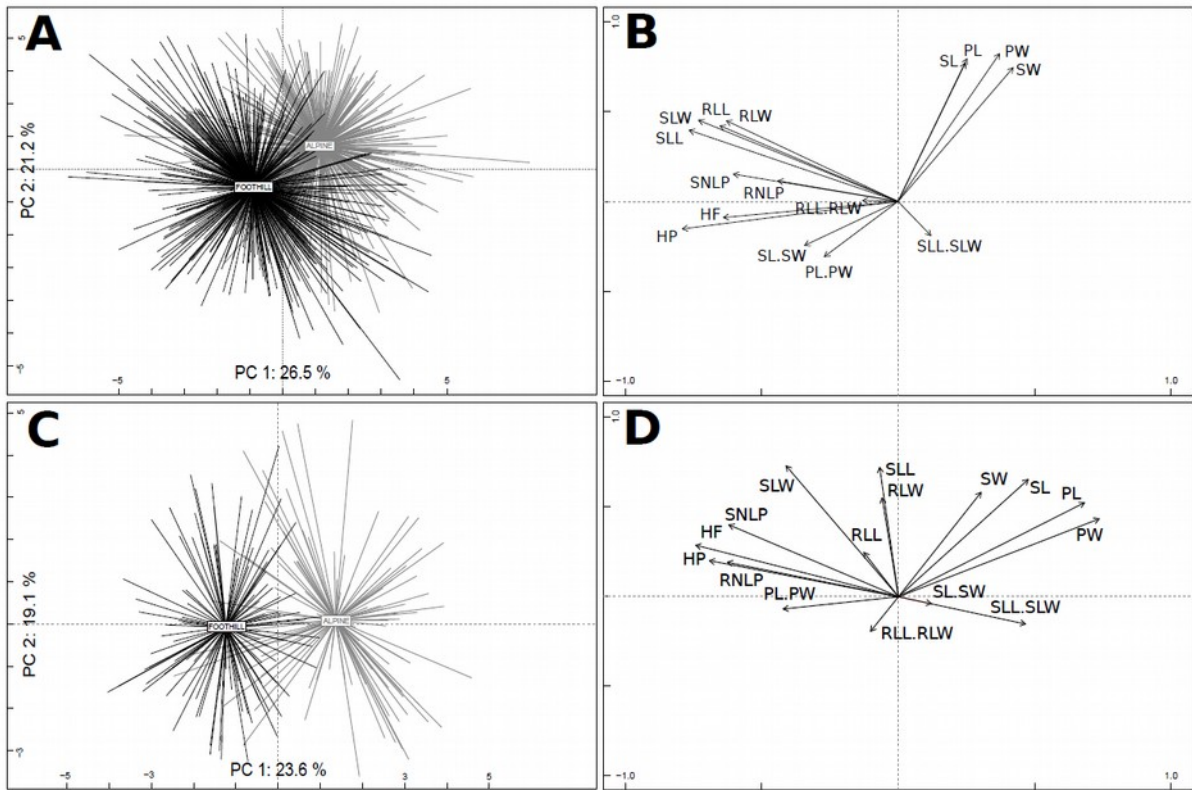 A
5
ALPINE
FOOTHILL
PC 2: 21.2 %
-5
-5
PC 1: 26.5 %
5
B
1.0
PL
PW
SL
SW
SLW
RLL
RLW
SLL
SNLP
RNLP
RLL.RLW
HF
HP
SL.SW
SLL.SLW
PL.PW
-1.0
1.0
C
5
FOOTHILL
ALPINE
PC 2: 19.1 %
-3
-5
-3
PC 1: 23.6 %
3
5
D
1.0
SLL
SLW
RLW
SW
SL
PL
SNLP
HF
RLL
PW
HP
RNLP
PL.PW
SL.SW
SLL.SLW
RLL.RLW
-1.0
1.0